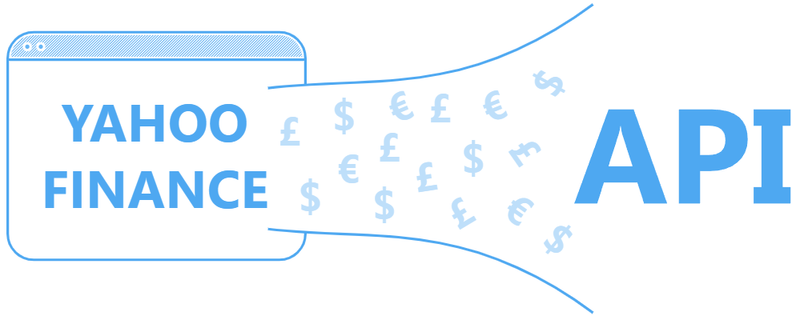 YAHOO
FINANCE
API
£ $ € £ € $
€ £ £ $ £
$ $ £ € $